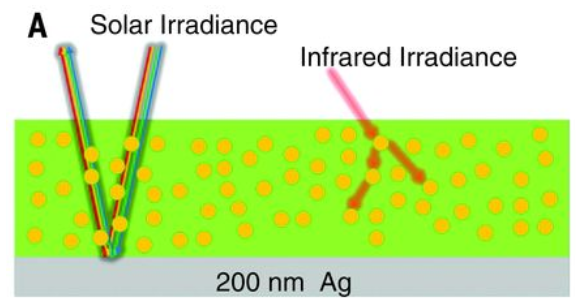 A
Solar Irradiance
Infrared Irradiance
200 nm Ag